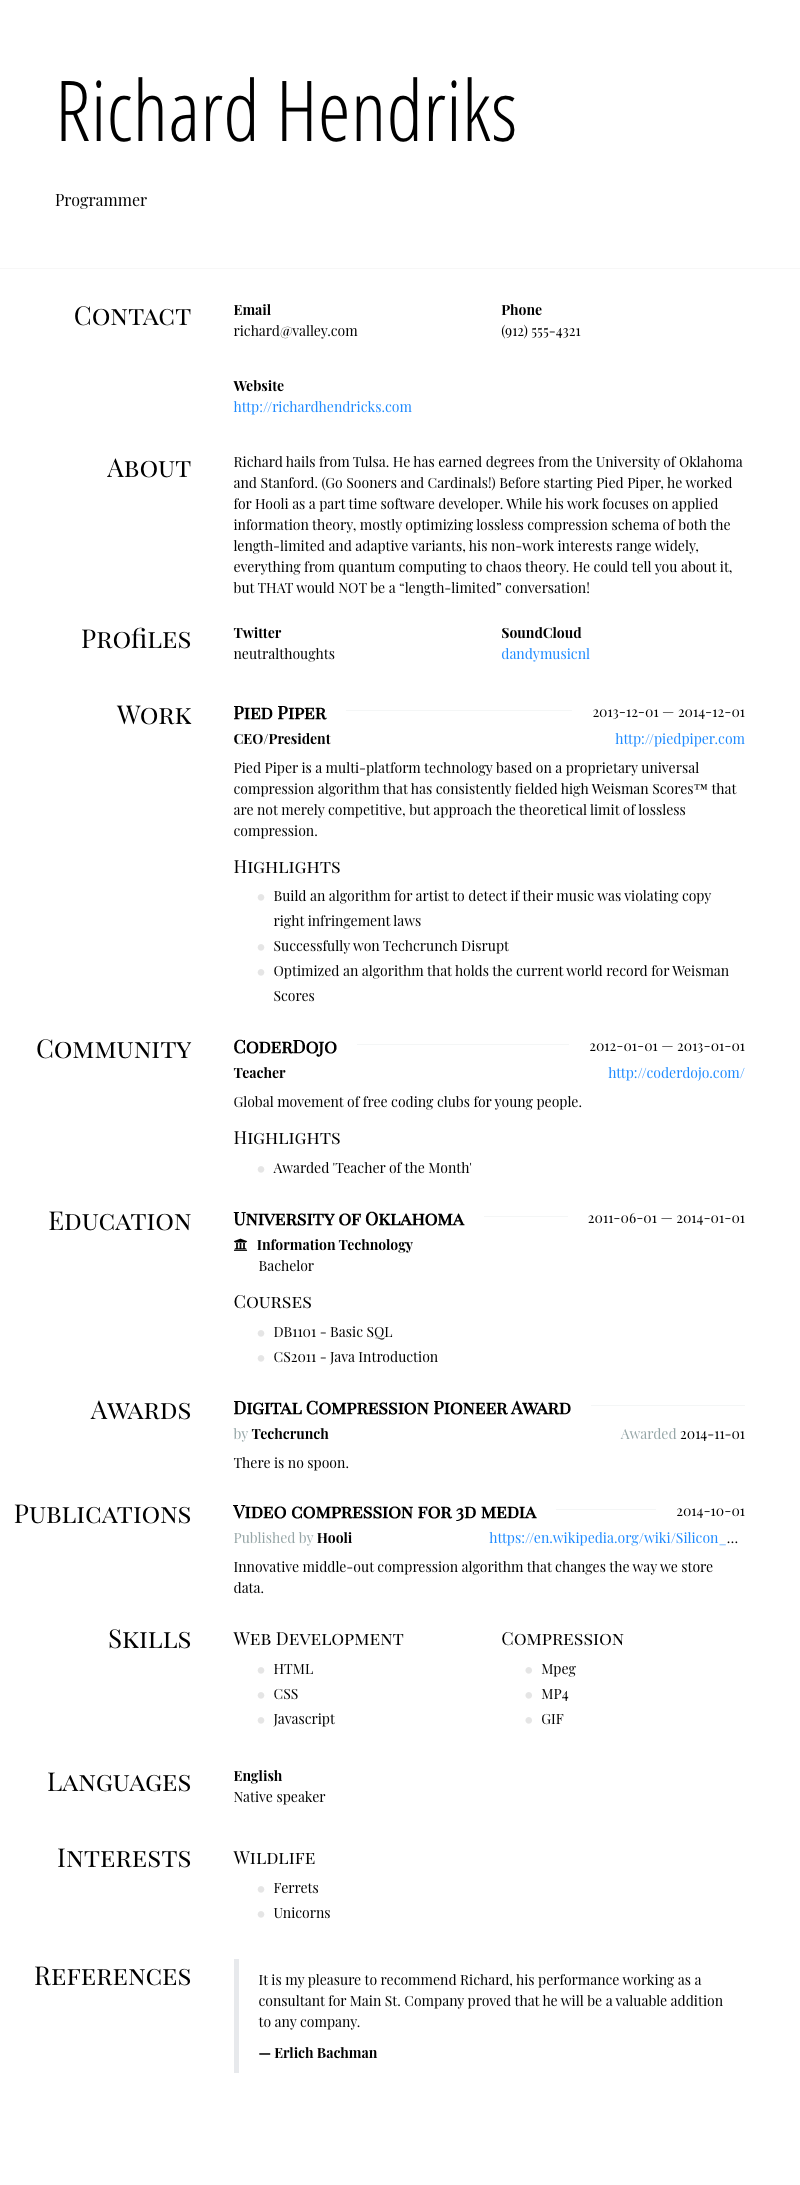 Richard Hendriks
Programmer
Contact
Email
richard@valley.com
Phone
(912) 555-4321
Website
http://richardhendricks.com
About
Richard hails from Tulsa. He has earned degrees from the University of Oklahoma
and Stanford. (Go Sooners and Cardinals!) Before starting Pied Piper, he worked
for Hooli as a part time software developer. While his work focuses on applied
information theory, mostly optimizing lossless compression schema of both the
length-limited and adaptive variants, his non-work interests range widely,
everything from quantum computing to chaos theory. He could tell you about it,
but THAT would NOT be a “length-limited” conversation!
Profiles
Twitter
neutralthoughts
SoundCloud
dandymusicnl
Work
Pied Piper 2013-12-01 — 2014-12-01
CEO/President http://piedpiper.com
Pied Piper is a multi-platform technology based on a proprietary universal
compression algorithm that has consistently fielded high Weisman Scores™ that
are not merely competitive, but approach the theoretical limit of lossless
compression.
Highlights
Build an algorithm for artist to detect if their music was violating copy
right infringement laws
Successfully won Techcrunch Disrupt
Optimized an algorithm that holds the current world record for Weisman
Scores
Community
CoderDojo 2012-01-01 — 2013-01-01
Teacher http://coderdojo.com/
Global movement of free coding clubs for young people.
Highlights
Awarded 'Teacher of the Month'
Education
University of Oklahoma 2011-06-01 — 2014-01-01
Information Technology
Bachelor
Courses
DB1101 - Basic SQL
CS2011 - Java Introduction
Awards
Digital Compression Pioneer Award
by Techcrunch Awarded 2014-11-01
There is no spoon.
Publications
Video compression for 3d media 2014-10-01
Published by Hooli https://en.wikipedia.org/wiki/Silicon_...
Innovative middle-out compression algorithm that changes the way we store
data.
Skills
Web Development
HTML
CSS
Javascript
Compression
Mpeg
MP4
GIF
Languages
English
Native speaker
Interests
Wildlife
Ferrets
Unicorns
References
It is my pleasure to recommend Richard, his performance working as a
consultant for Main St. Company proved that he will be a valuable addition
to any company.
— Erlich Bachman